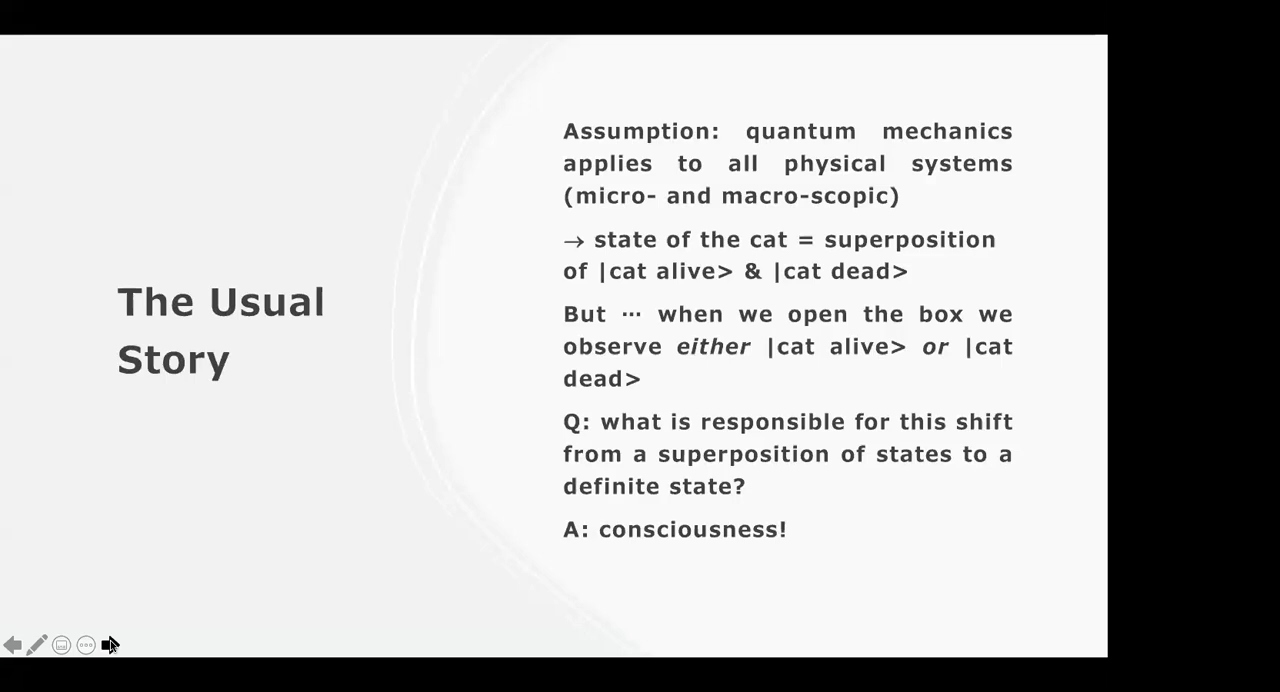 The Usual
Story
Assumption: quantum mechanics
applies to all physical systems
(micro- and macro-scopic)
→ state of the cat = superposition
of |cat alive> & |cat dead>
But ⋯ when we open the box we
observe either |cat alive> or |cat
dead>
Q: what is responsible for this shift
from a superposition of states to a
definite state?
A: consciousness!